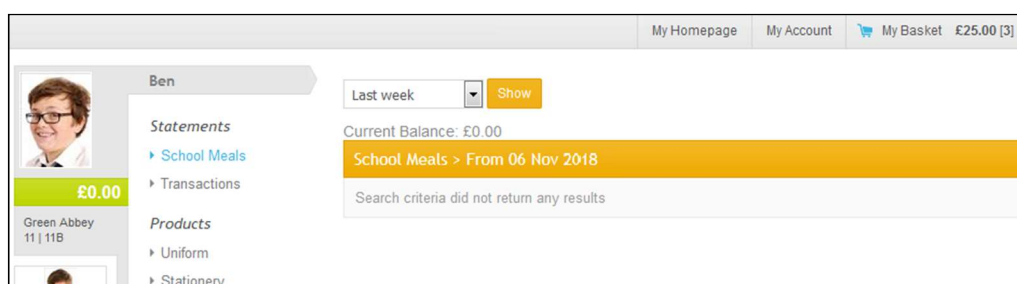 My Homepage
My Account
My Basket £25.00 [3]
Ben
Statements
School Meals
Transactions
Products
Uniform
Stationery
£0.00
Green Abbey
11 | 11B
Last week
Show
Current Balance: £0.00
School Meals > From 06 Nov 2018
Search criteria did not return any results